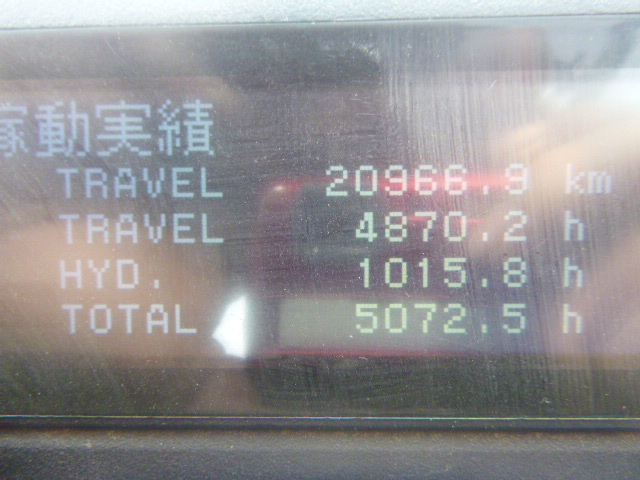 稼動実績
TRAVEL 20966.9 km
TRAVEL 4870.2 h
HYD. 1015.8 h
TOTAL 5072.5 h